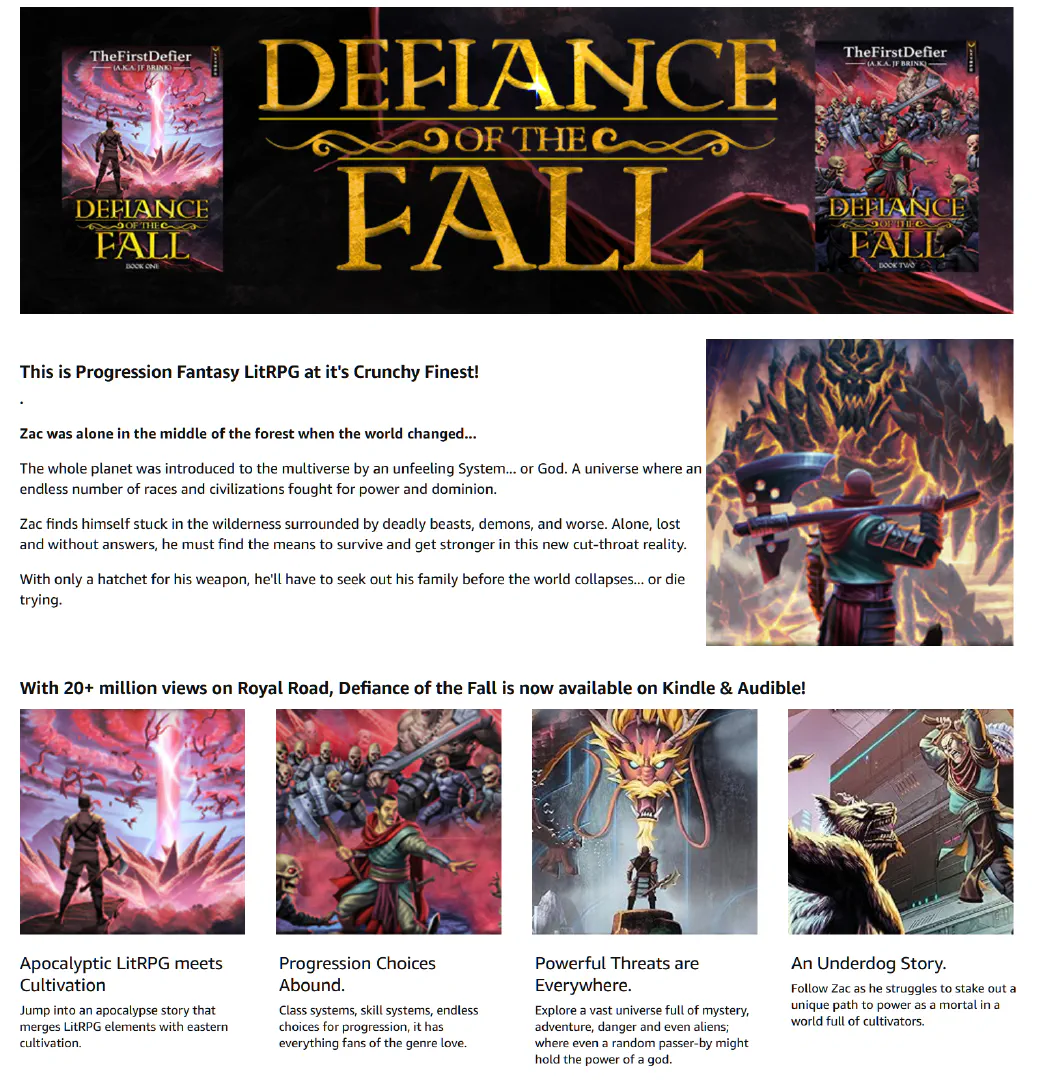 TheFirstDefier
(A.K.A. JF BRINK)
DEFIANCE
OF THE
FALL
BOOK ONE
DEFIANCE
OF THE
FALL
TheFirstDefier
(A.K.A. JF BRINK)
DEFIANCE
OF THE
FALL
BOOK TWO
This is Progression Fantasy LitRPG at it's Crunchy Finest!
.
Zac was alone in the middle of the forest when the world changed...
The whole planet was introduced to the multiverse by an unfeeling System... or God. A universe where an
endless number of races and civilizations fought for power and dominion.
Zac finds himself stuck in the wilderness surrounded by deadly beasts, demons, and worse. Alone, lost
and without answers, he must find the means to survive and get stronger in this new cut-throat reality.
With only a hatchet for his weapon, he'll have to seek out his family before the world collapses... or die
trying.
With 20+ million views on Royal Road, Defiance of the Fall is now available on Kindle & Audible!
Apocalyptic LitRPG meets
Cultivation
Jump into an apocalypse story that
merges LitRPG elements with eastern
cultivation.
Progression Choices
Abound.
Class systems, skill systems, endless
choices for progression, it has
everything fans of the genre love.
Powerful Threats are
Everywhere.
Explore a vast universe full of mystery,
adventure, danger and even aliens;
where even a random passer-by might
hold the power of a god.
An Underdog Story.
Follow Zac as he struggles to stake out a
unique path to power as a mortal in a
world full of cultivators.